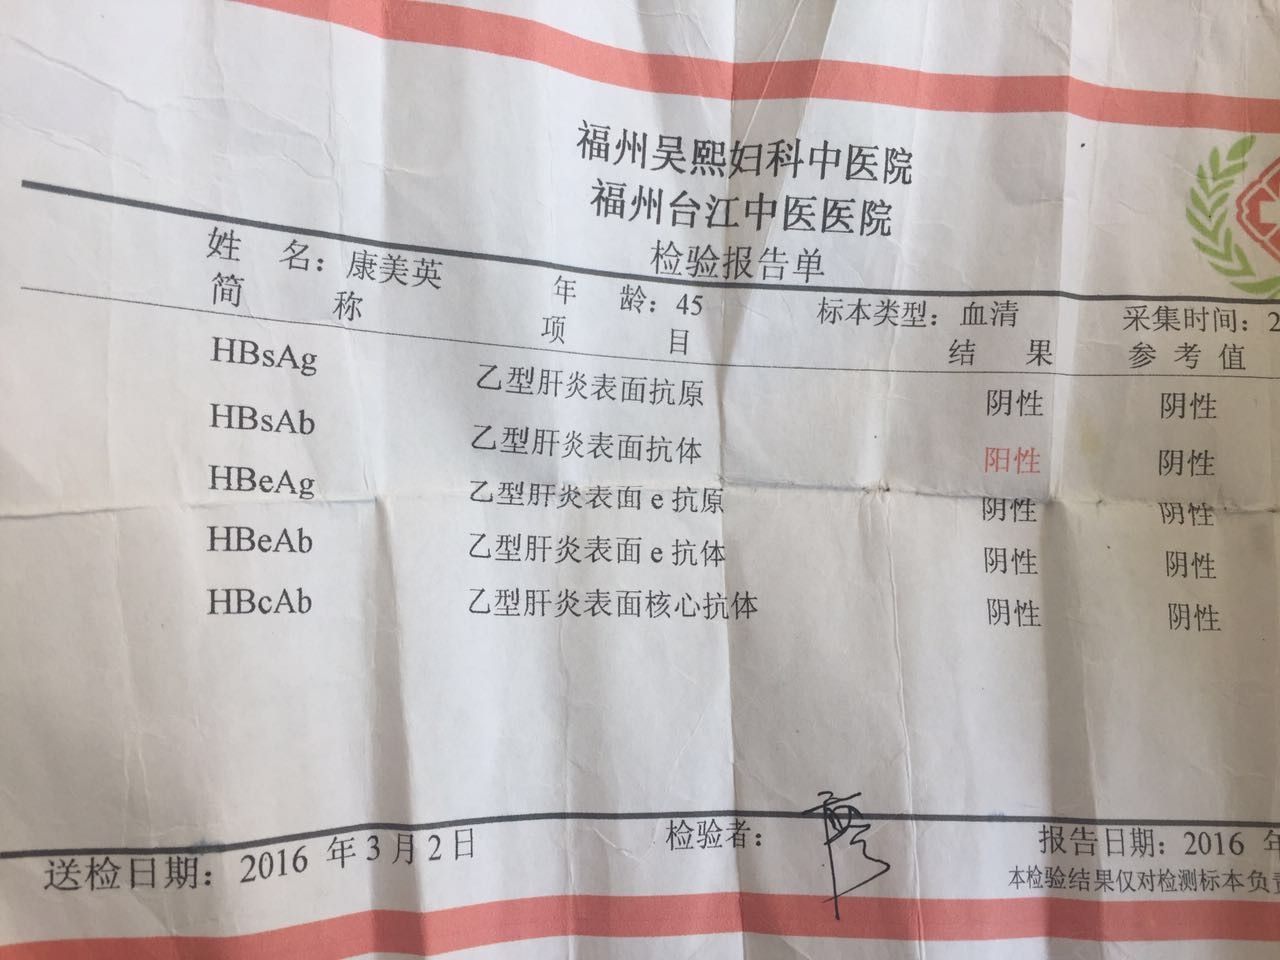 福州吴熙妇科中医院
福州台江中医医院
检验报告单
姓 名：康美英 年 龄：45 标本类型：血清 采集时间：2
简 称 项 目 结 果 参 考 值
HBsAg 乙型肝炎表面抗原 阴性 阴性
HBsAb 乙型肝炎表面抗体 阳性 阴性
HBeAg 乙型肝炎表面 e 抗原 阴性 阴性
HBeAb 乙型肝炎表面 e 抗体 阴性 阴性
HBcAb 乙型肝炎表面核心抗体 阴性 阴性
送检日期：2016 年 3 月 2 日 检验者： 报告日期：2016 年
本检验结果仅对检测标本负责